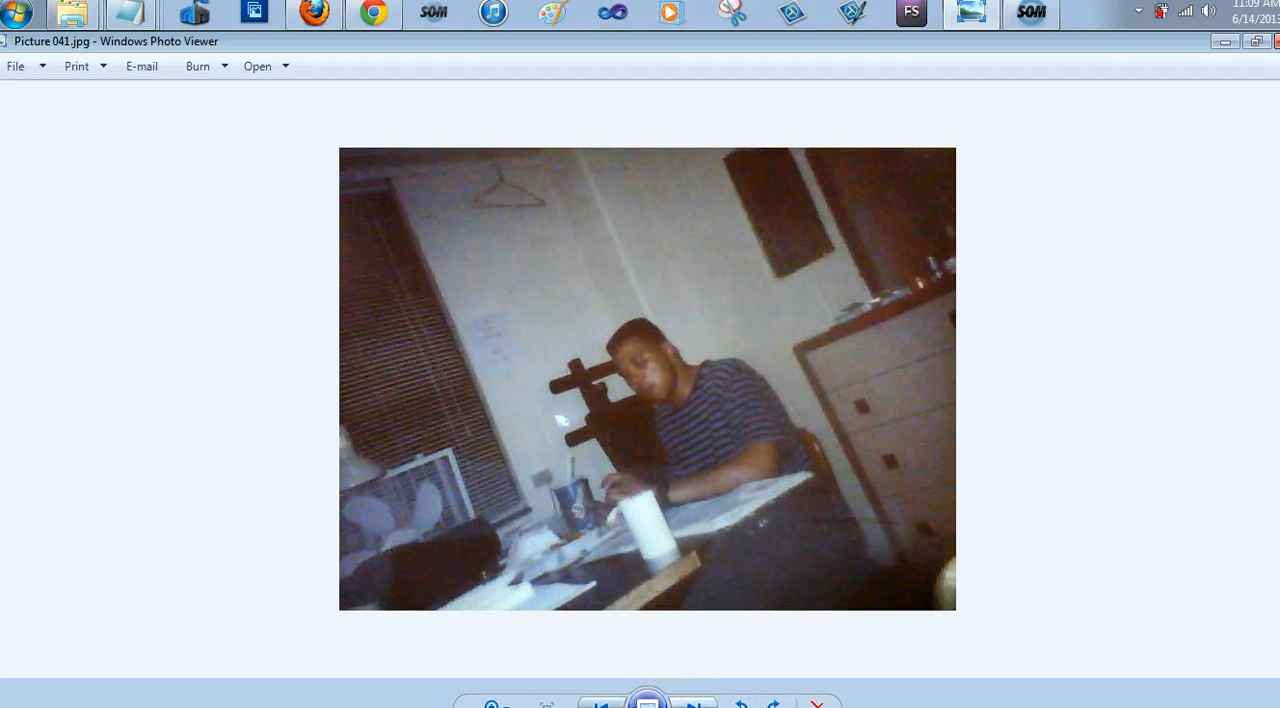 SOM
FS
SOM
11:09 AM
6/14/2013
Picture 041.jpg - Windows Photo Viewer
File
Print
E-mail
Burn
Open